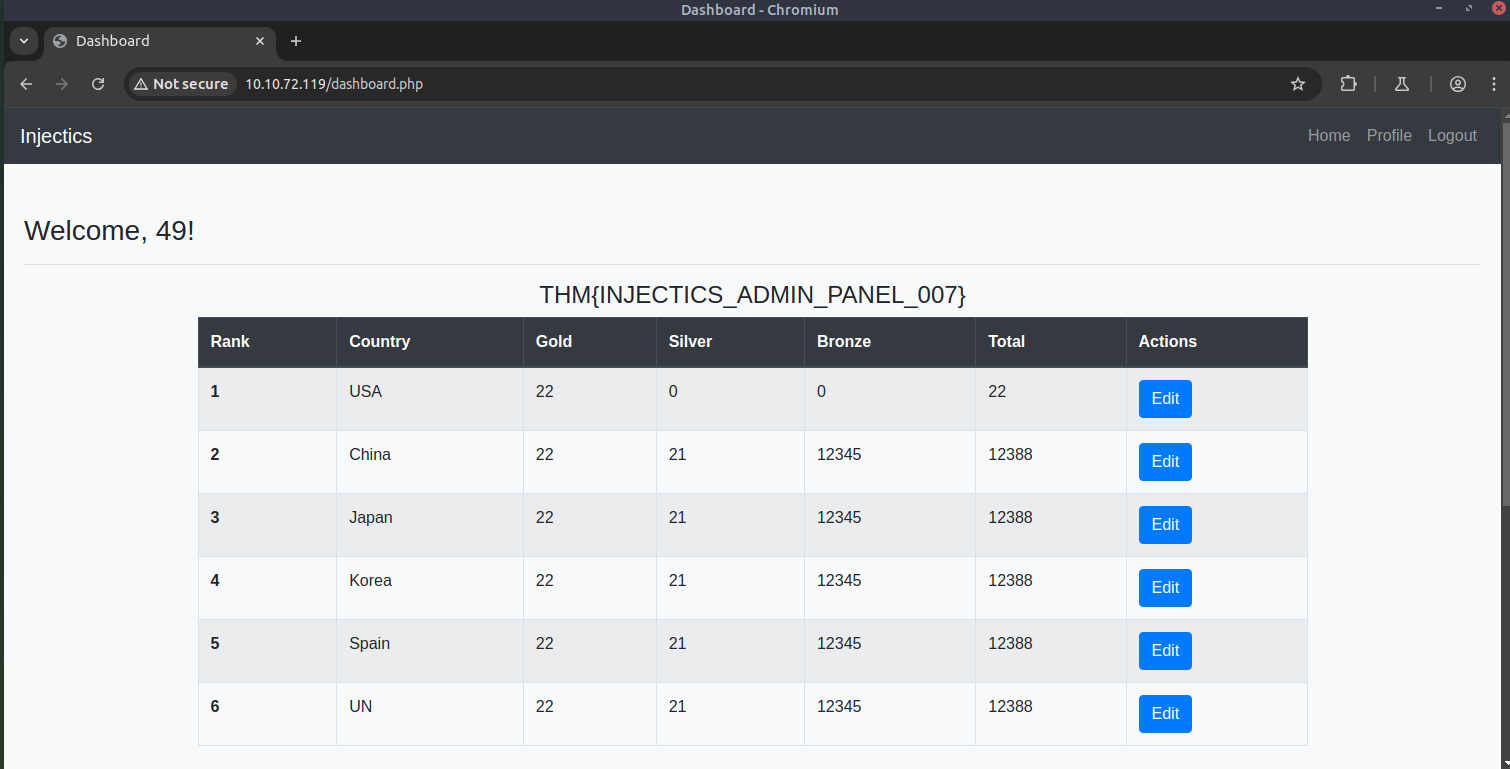 Dashboard - Chromium
Dashboard
Not secure 10.10.72.119/dashboard.php
Injectics Home Profile Logout
Welcome, 49!
THM{INJECTICS_ADMIN_PANEL_007}
Rank Country Gold Silver Bronze Total Actions
1 USA 22 0 0 22 Edit
2 China 22 21 12345 12388 Edit
3 Japan 22 21 12345 12388 Edit
4 Korea 22 21 12345 12388 Edit
5 Spain 22 21 12345 12388 Edit
6 UN 22 21 12345 12388 Edit